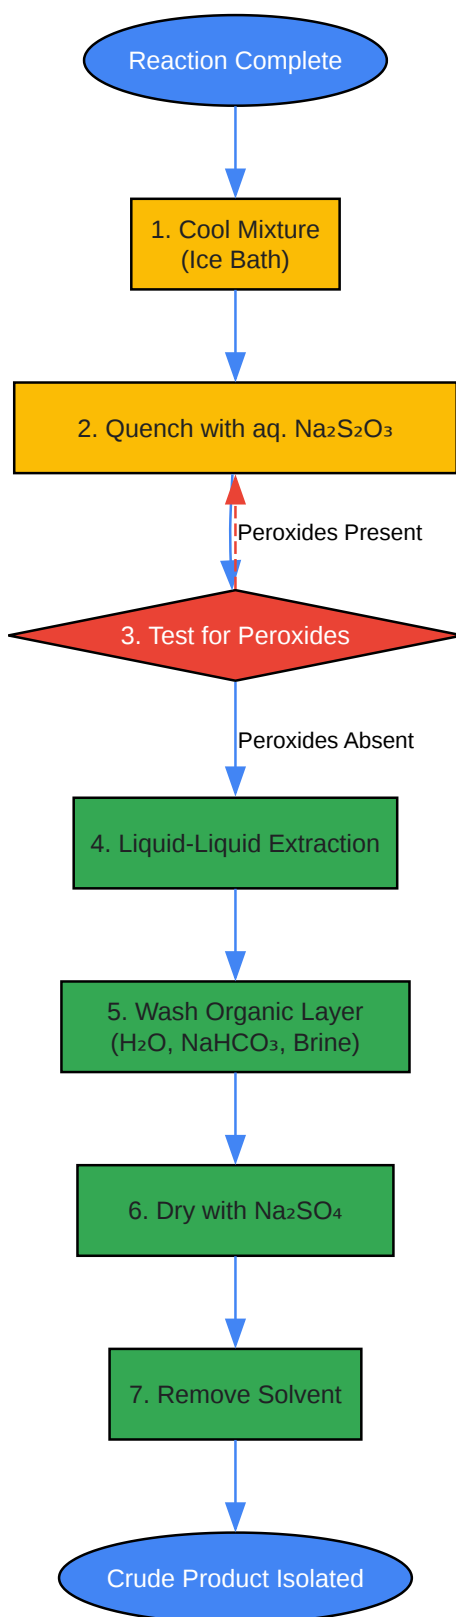 Reaction Complete
1. Cool Mixture
(Ice Bath)
2. Quench with aq. Na₂S₂O₃
Peroxides Present
3. Test for Peroxides
Peroxides Absent
4. Liquid-Liquid Extraction
5. Wash Organic Layer
(H₂O, NaHCO₃, Brine)
6. Dry with Na₂SO₄
7. Remove Solvent
Crude Product Isolated